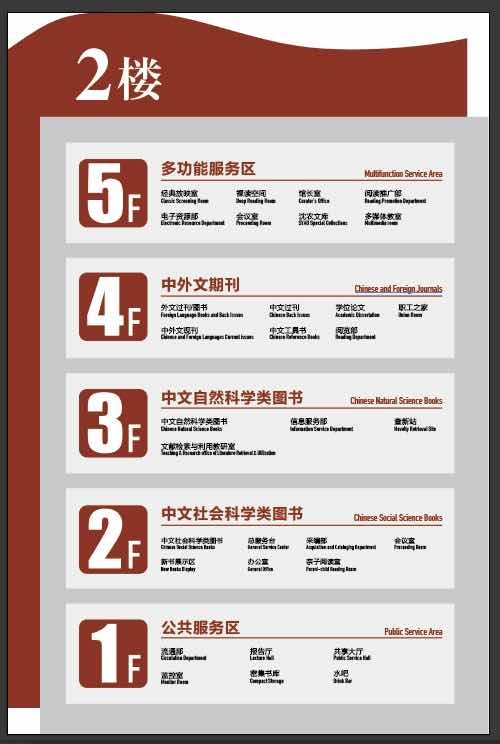 2楼
5F
多功能服务区 Multifunction Service Area
经典放映室 裸读空间 馆长室 阅读推广部
Classic Screening Room Deep Reading Room Curator's Office Reading Promotion Department
电子资源部 会议室 沈农文库 多媒体教室
Electronic Resource Department Proceeding Room SYAU Special Collections Multimedia room
4F
中外文期刊 Chinese and Foreign Journals
外文过刊/图书 中文过刊 学位论文 职工之家
Foreign Language Books and Back Issues Chinese Back Issues Academic Dissertation Union Room
中外文现刊 中文工具书 阅览部
Chinese and Foreign Languages Current Issues Chinese Reference Books Reading Department
3F
中文自然科学类图书 Chinese Natural Science Books
中文自然科学类图书 信息服务部 查新站
Chinese Natural Science Books Information Service Department Novelty Retrieval Site
文献检索与利用教研室
Teaching & Research office of Literature Retrieval & Utilization
2F
中文社会科学类图书 Chinese Social Science Books
中文社会科学类图书 总服务台 采编部 会议室
Chinese Social Science Books General Service Center Acquisition and Cataloging Department Proceeding Room
新书展示区 办公室 亲子阅读室
New Books Display General Office Parent-child Reading Room
1F
公共服务区 Public Service Area
流通部 报告厅 共享大厅
Circulation Department Lecture Hall Public Service Hall
监控室 密集书库 水吧
Monitor Room Compact Storage Drink Bar